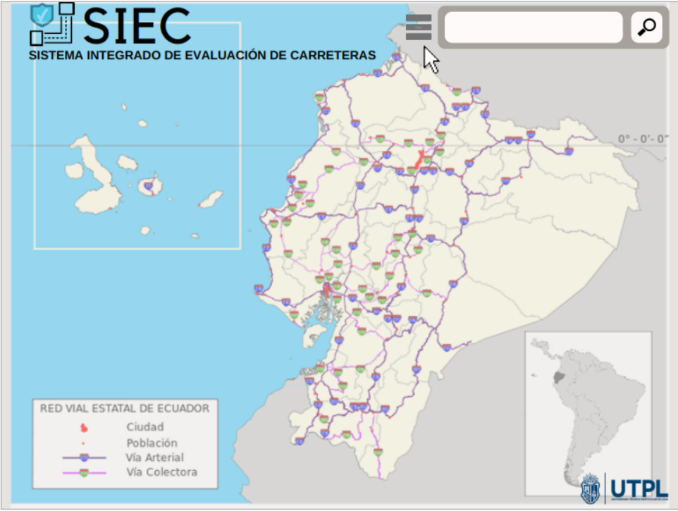 SIEC
SISTEMA INTEGRADO DE EVALUACIÓN DE CARRETERAS
0° - 0'- 0"
RED VIAL ESTATAL DE ECUADOR
Ciudad
Población
Vía Arterial
Vía Colectora
UTPL